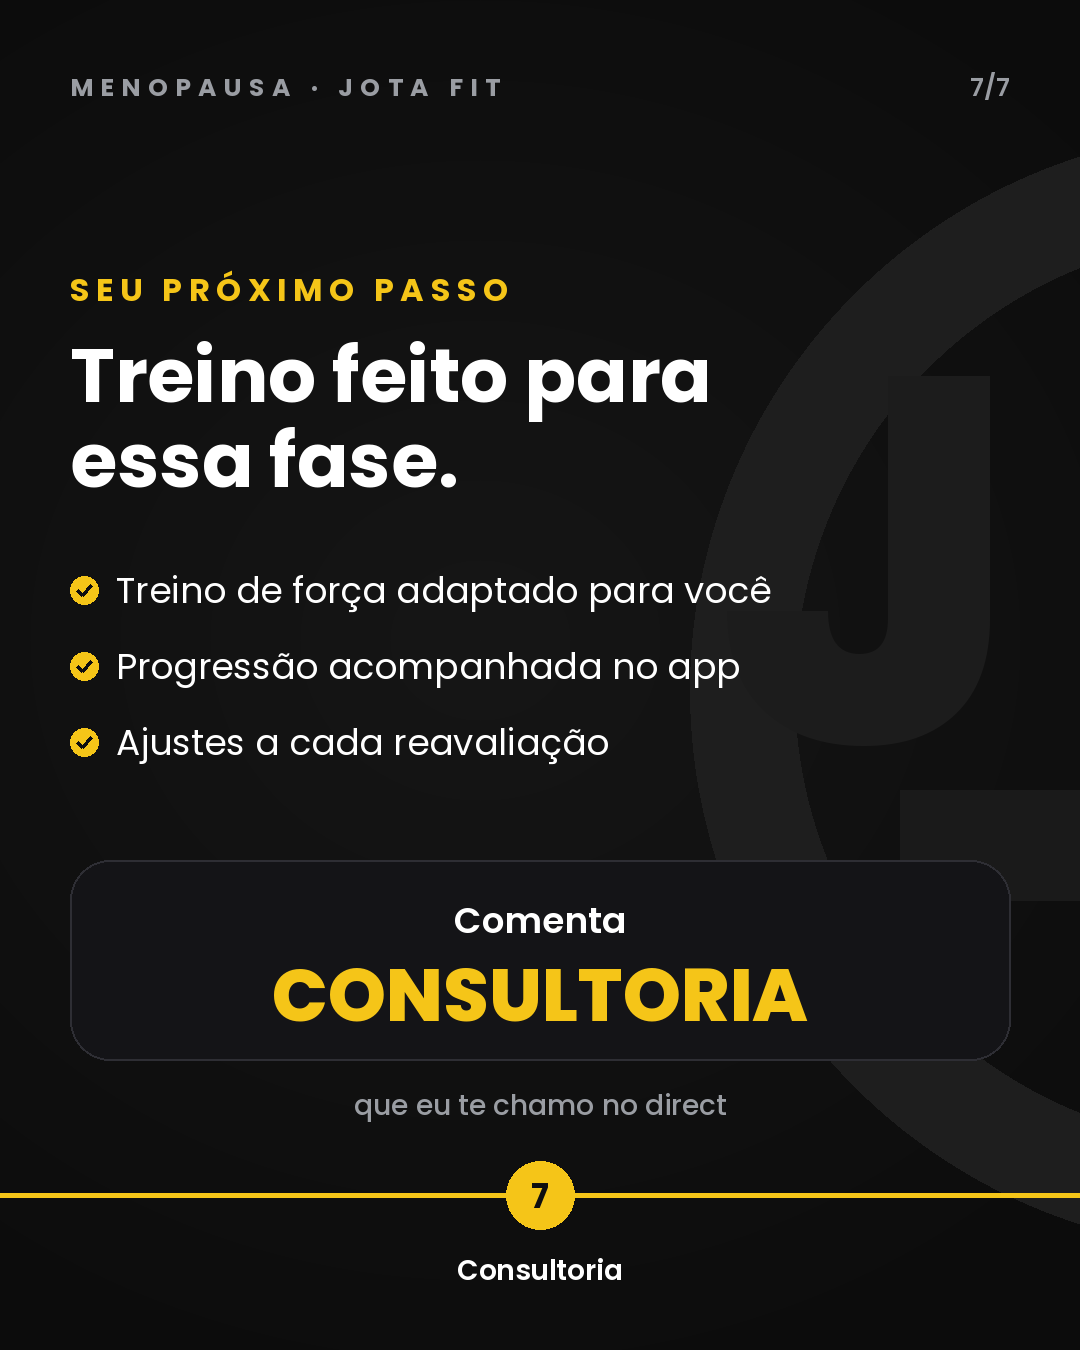 MENOPAUSA · JOTA FIT
7/7
SEU PRÓXIMO PASSO
Treino feito para
essa fase.
Treino de força adaptado para você
Progressão acompanhada no app
Ajustes a cada reavaliação
Comenta
CONSULTORIA
que eu te chamo no direct
7
Consultoria